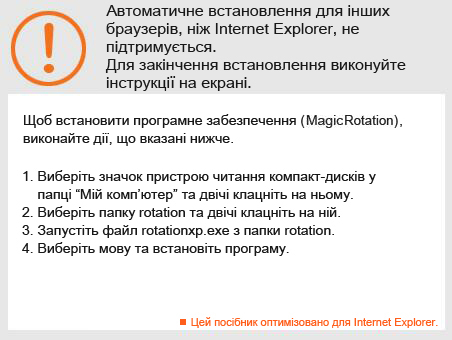 Автоматичне встановлення для інших
браузерів, ніж Internet Explorer, не
підтримується.
Для закінчення встановлення виконуйте
інструкції на екрані.
Щоб встановити програмне забезпечення (MagicRotation),
виконайте дії, що вказані нижче.
1. Виберіть значок пристрою читання компакт-дисків у
папці “Мій комп’ютер” та двічі клацніть на ньому.
2. Виберіть папку rotation та двічі клацніть на ній.
3. Запустіть файл rotationxp.exe з папки rotation.
4. Виберіть мову та встановіть програму.
Цей посібник оптимізовано для Internet Explorer.